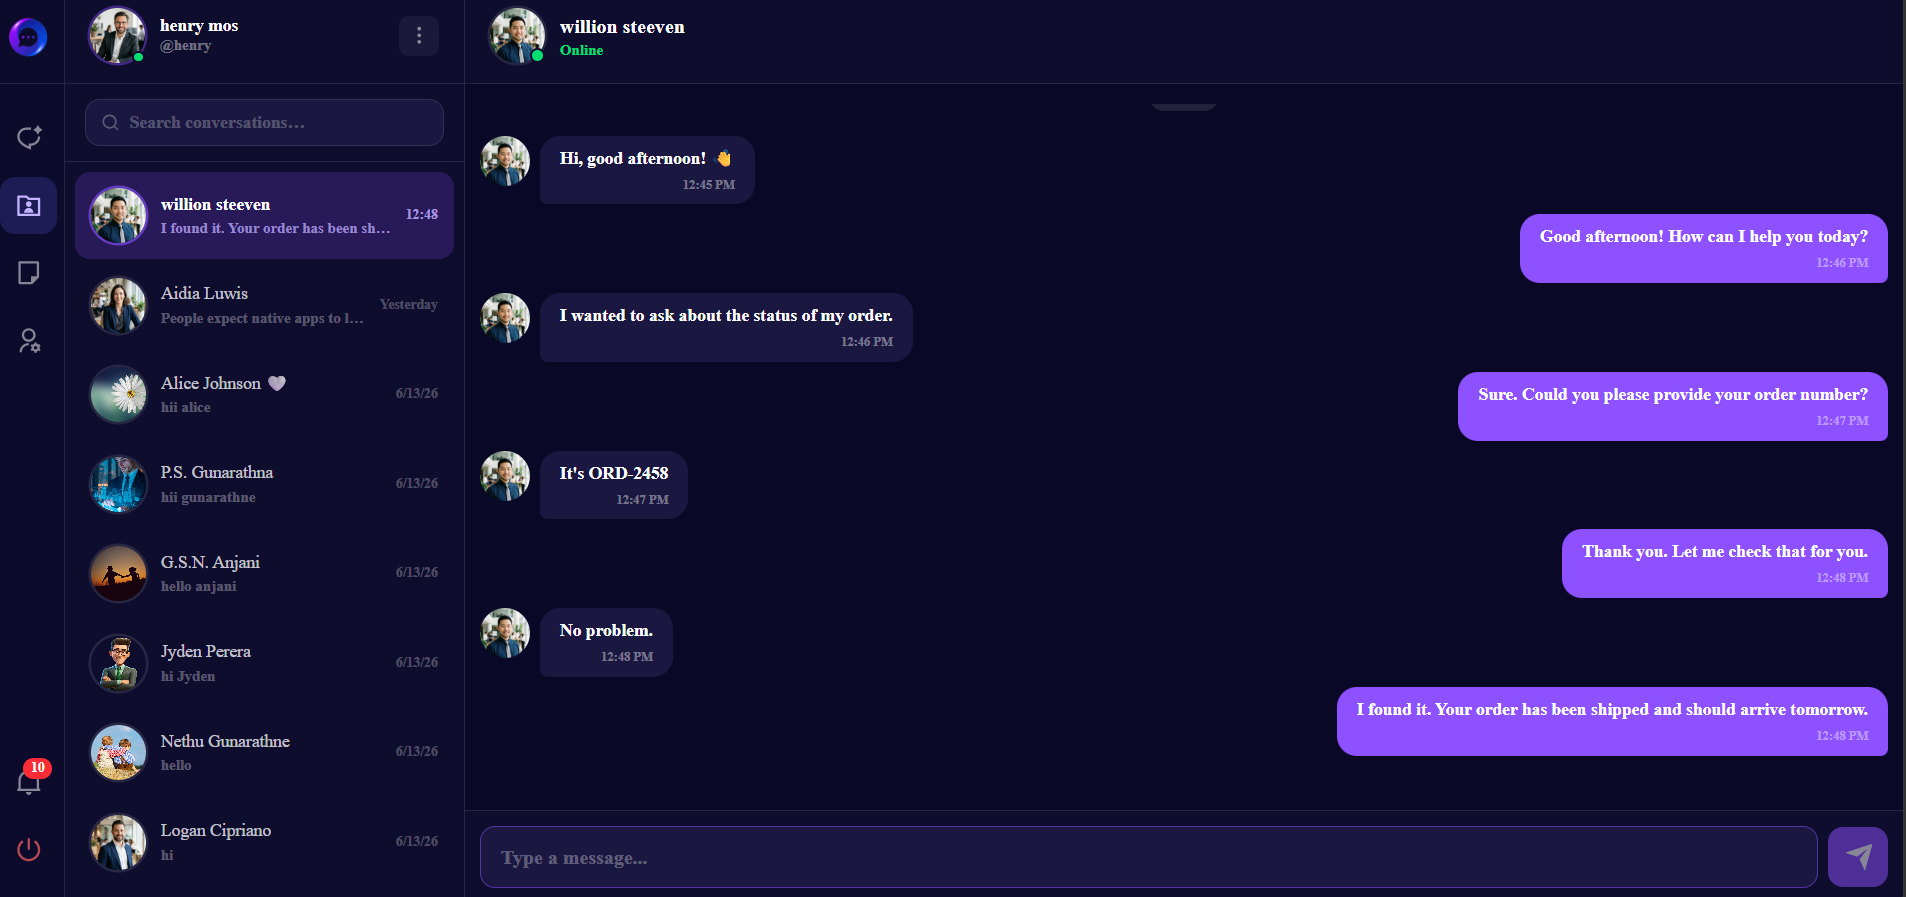 henry mos
@henry
Search conversations…
willion steeven
12:48
I found it. Your order has been sh…
Aidia Luwis
Yesterday
People expect native apps to l…
Alice Johnson 🤍
6/13/26
hii alice
P.S. Gunarathna
6/13/26
hii gunarathne
G.S.N. Anjani
6/13/26
hello anjani
Jyden Perera
6/13/26
hi Jyden
Nethu Gunarathne
6/13/26
hello
Logan Cipriano
6/13/26
hi
10
willion steeven
Online
Hi, good afternoon! 👋
12:45 PM
Good afternoon! How can I help you today?
12:46 PM
I wanted to ask about the status of my order.
12:46 PM
Sure. Could you please provide your order number?
12:47 PM
It's ORD-2458
12:47 PM
Thank you. Let me check that for you.
12:48 PM
No problem.
12:48 PM
I found it. Your order has been shipped and should arrive tomorrow.
12:48 PM
Type a message...